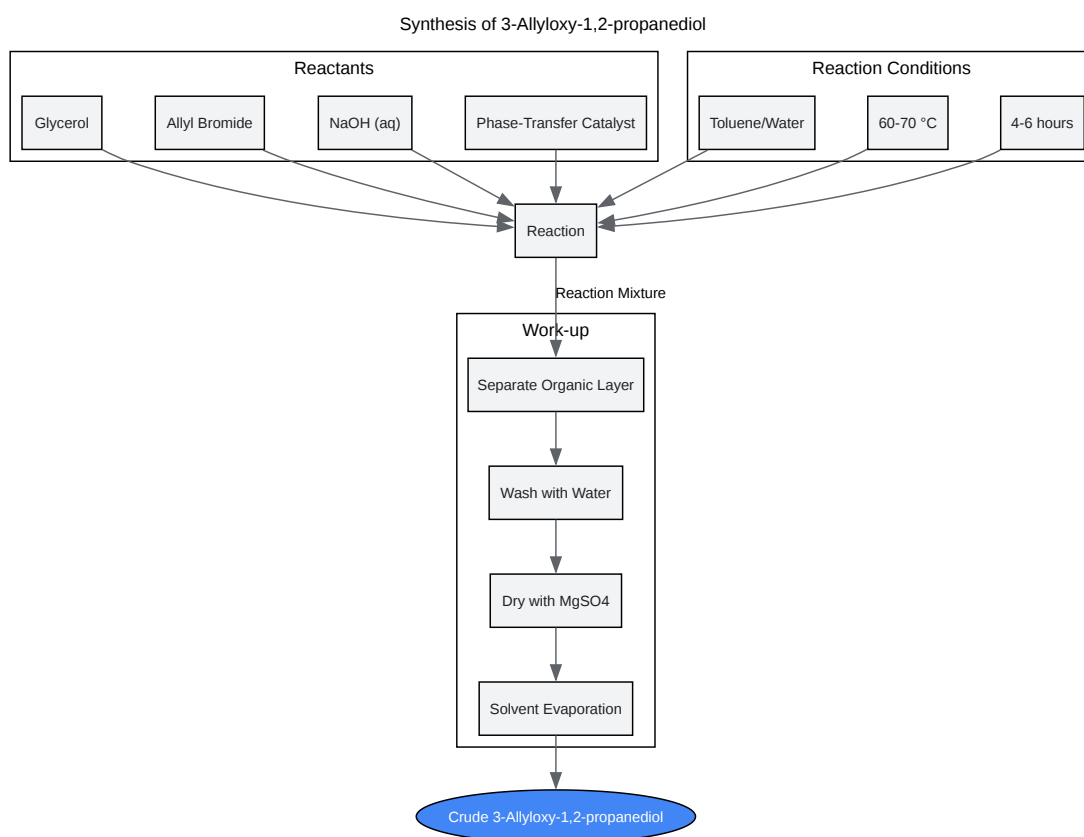 Synthesis of 3-Allyloxy-1,2-propanediol
Reactants
Reaction Conditions
Glycerol
Allyl Bromide
NaOH (aq)
Phase-Transfer Catalyst
Toluene/Water
60-70 °C
4-6 hours
Reaction
Reaction Mixture
Work-up
Separate Organic Layer
Wash with Water
Dry with MgSO4
Solvent Evaporation
Crude 3-Allyloxy-1,2-propanediol